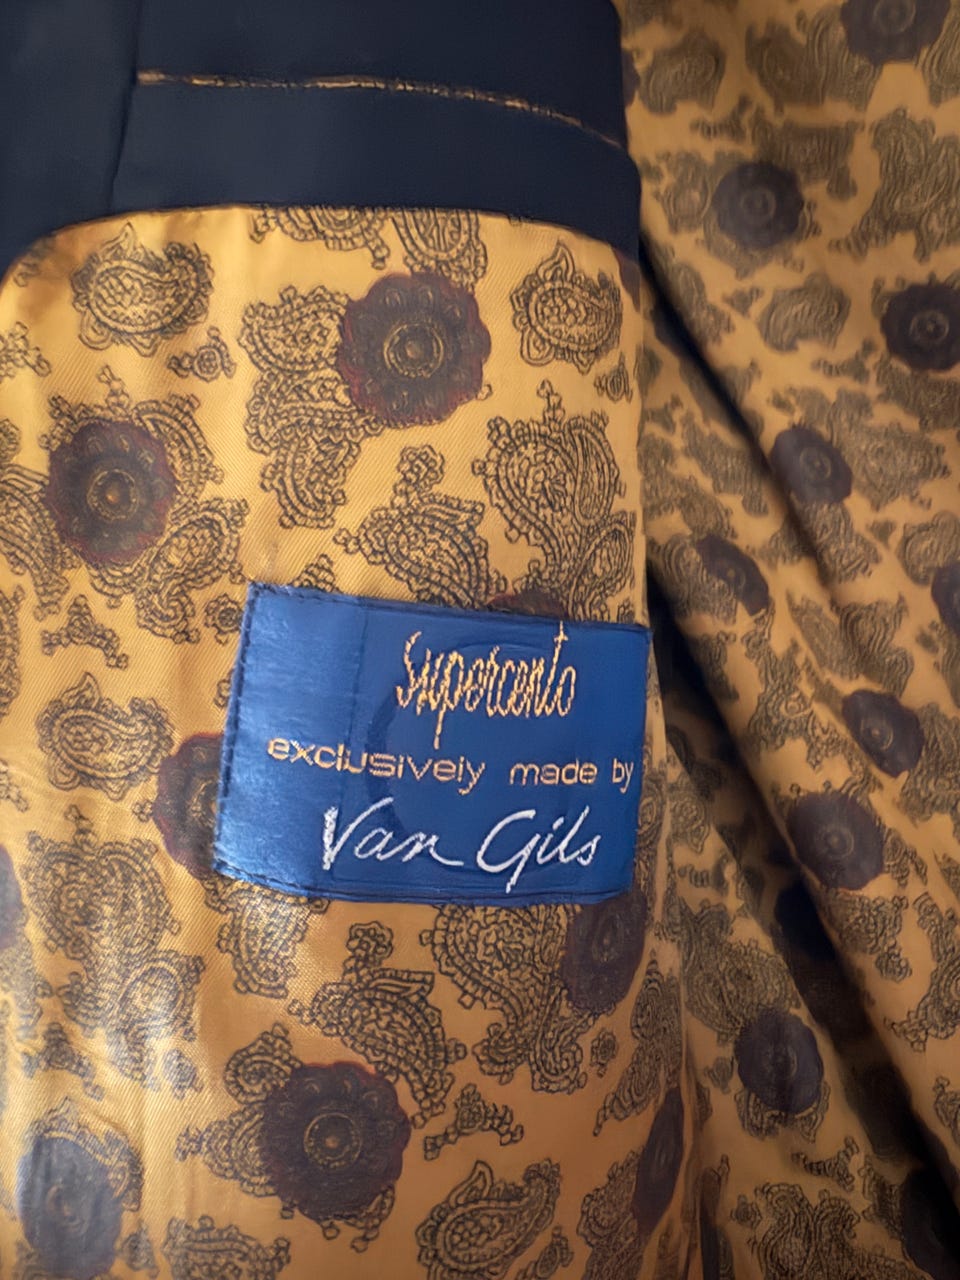 Supercento
exclusively made by
Van Gils